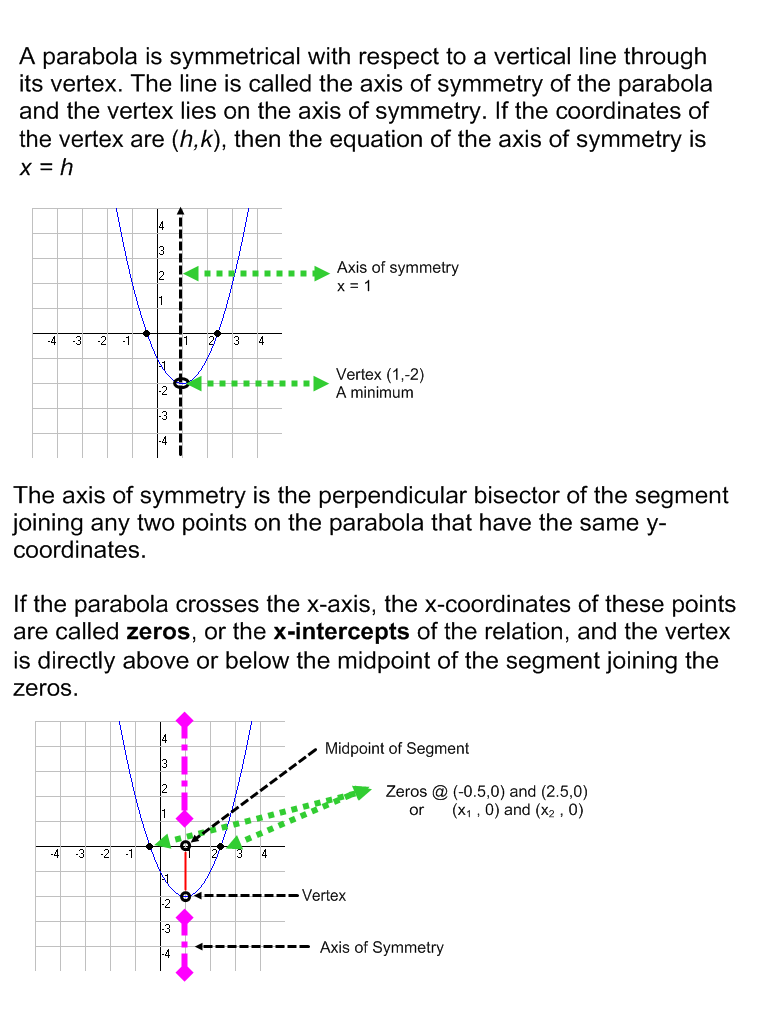 A parabola is symmetrical with respect to a vertical line through
its vertex. The line is called the axis of symmetry of the parabola
and the vertex lies on the axis of symmetry. If the coordinates of
the vertex are (h,k), then the equation of the axis of symmetry is
x = h
4
3
2
1
-4 -3 -2 -1 1 2 3 4
-1
-2
-3
-4
Axis of symmetry
x = 1
Vertex (1,-2)
A minimum
The axis of symmetry is the perpendicular bisector of the segment
joining any two points on the parabola that have the same y-
coordinates.
If the parabola crosses the x-axis, the x-coordinates of these points
are called zeros, or the x-intercepts of the relation, and the vertex
is directly above or below the midpoint of the segment joining the
zeros.
4
3
2
1
-4 -3 -2 -1 1 2 3 4
-1
-2
-3
-4
Midpoint of Segment
Zeros @ (-0.5,0) and (2.5,0)
or (x₁ , 0) and (x₂ , 0)
Vertex
Axis of Symmetry